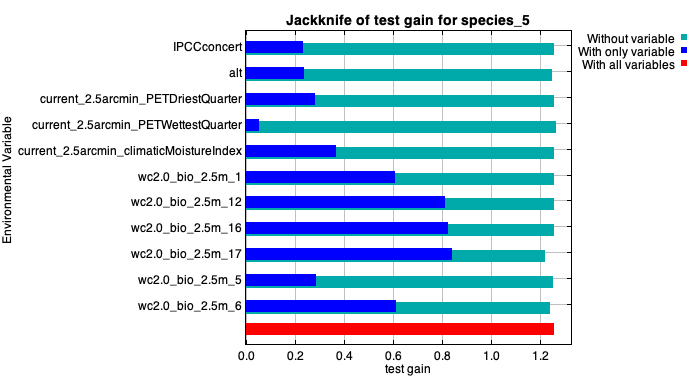 Jackknife of test gain for species_5
Without variable
With only variable
With all variables
Environmental Variable
IPCCconcert
alt
current_2.5arcmin_PETDriestQuarter
current_2.5arcmin_PETWettestQuarter
current_2.5arcmin_climaticMoistureIndex
wc2.0_bio_2.5m_1
wc2.0_bio_2.5m_12
wc2.0_bio_2.5m_16
wc2.0_bio_2.5m_17
wc2.0_bio_2.5m_5
wc2.0_bio_2.5m_6
0.0 0.2 0.4 0.6 0.8 1.0 1.2
test gain